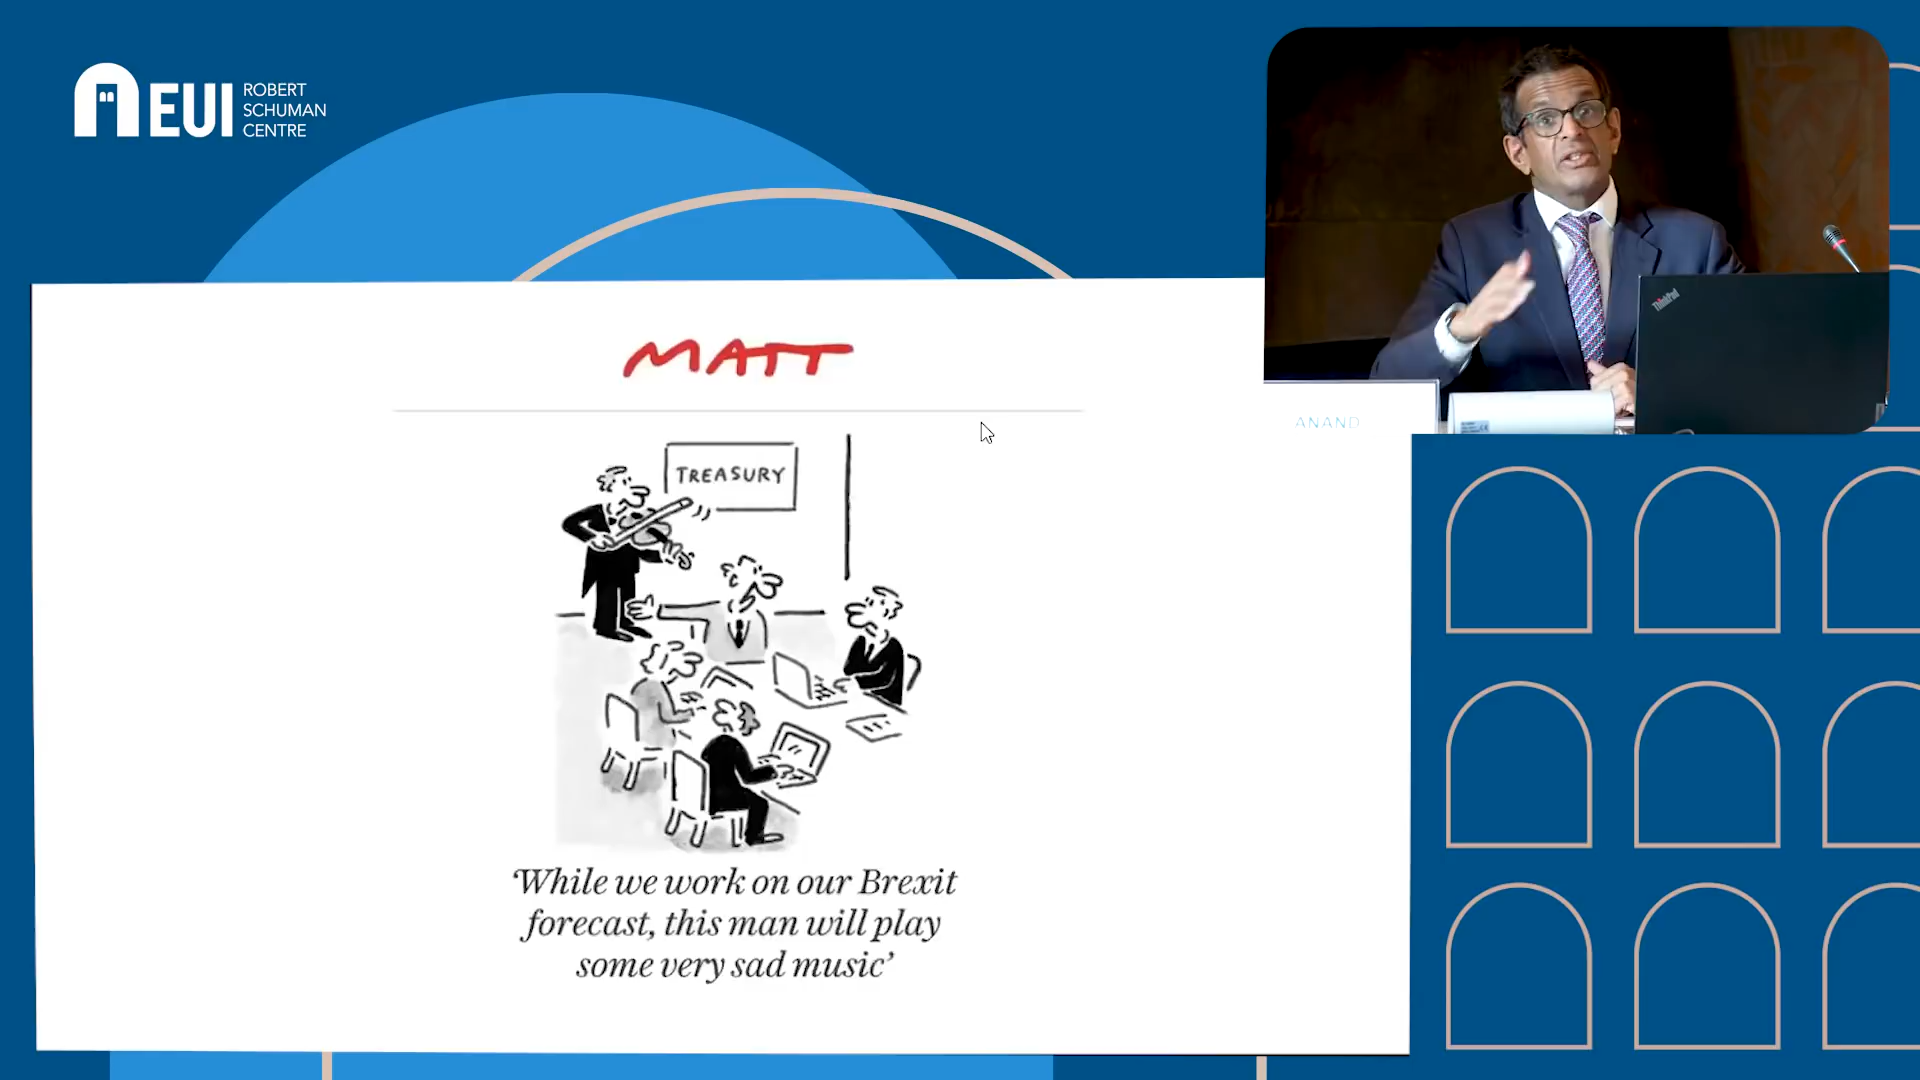 EUI
ROBERT
SCHUMAN
CENTRE
MATT
TREASURY
‘While we work on our Brexit
forecast, this man will play
some very sad music’
ThinkPad
ANAND